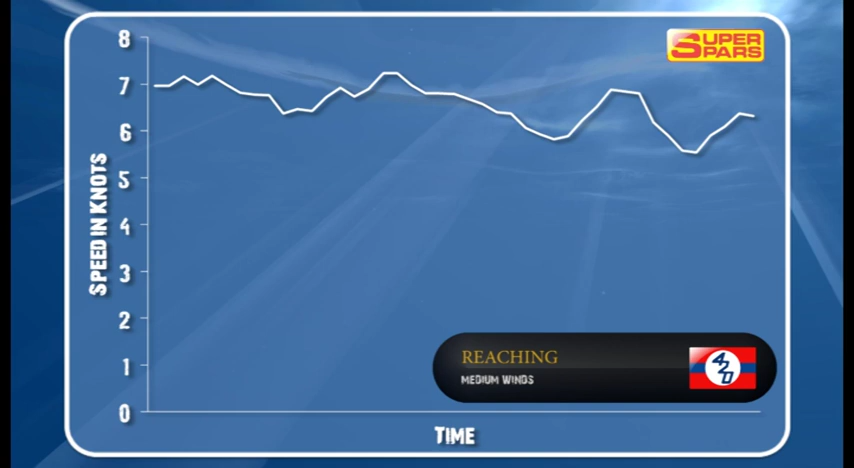 SUPER
SPARS
8
7
6
5
4
3
2
1
0
SPEED IN KNOTS
REACHING
MEDIUM WINDS
420
TIME